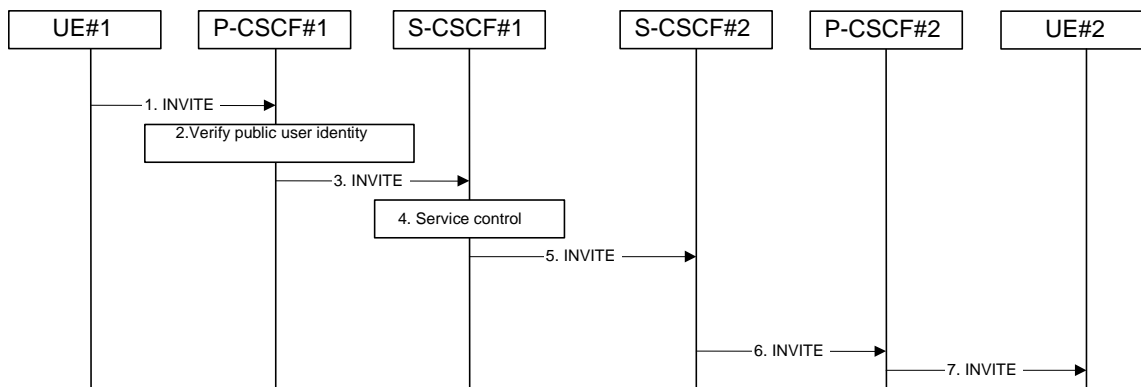 UE#1
P-CSCF#1
S-CSCF#1
S-CSCF#2
P-CSCF#2
UE#2
1. INVITE
2.Verify public user identity
3. INVITE
4. Service control
5. INVITE
6. INVITE
7. INVITE